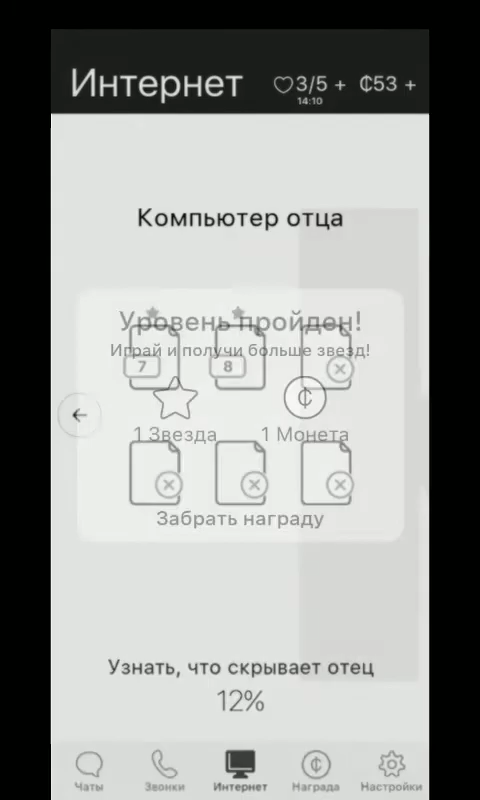 Интернет
3/5 + ₵53 +
14:10
Компьютер отца
Уровень пройден!
Играй и получи больше звезд!
7 8
₵
1 Звезда 1 Монета
Забрать награду
Узнать, что скрывает отец
12%
₵
Чаты Звонки Интернет Награда Настройки